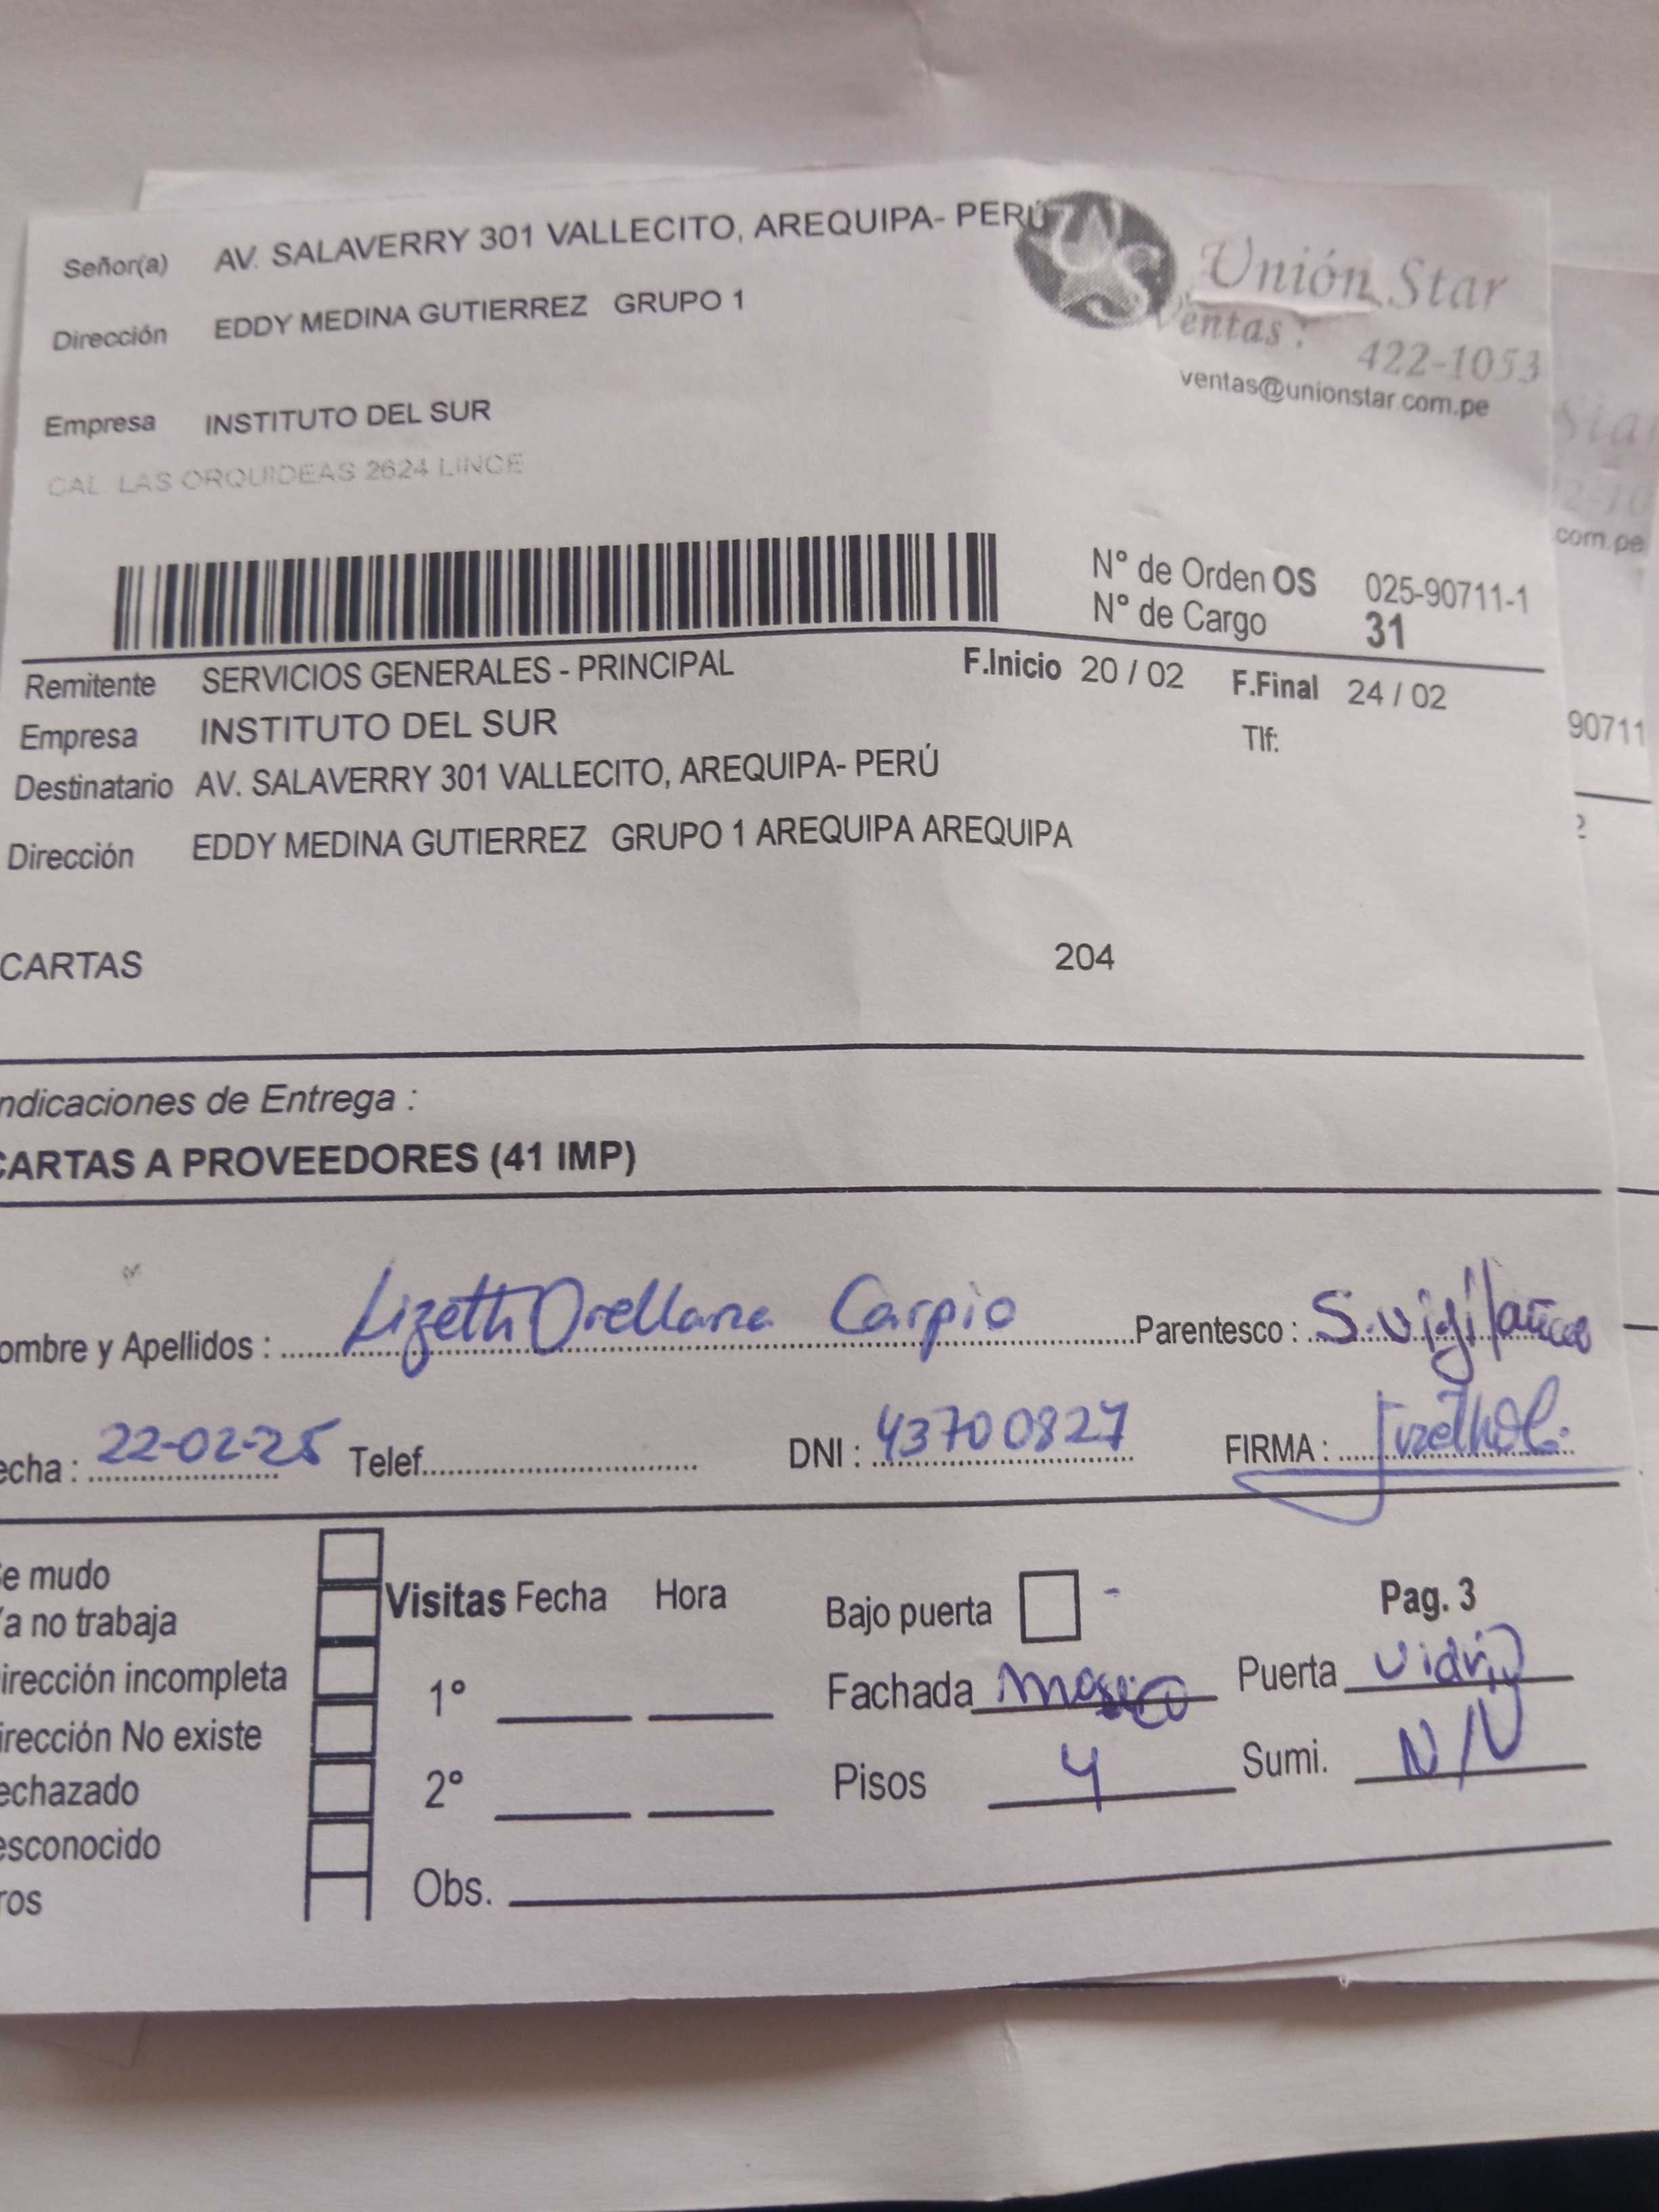 Señor(a) AV. SALAVERRY 301 VALLECITO, AREQUIPA- PERÚ
Unión Star
Dirección EDDY MEDINA GUTIERREZ GRUPO 1
Ventas : 422-1053
ventas@unionstar.com.pe
Empresa INSTITUTO DEL SUR
CAL LAS ORQUIDEAS 2624 LINCE
com.pe
N° de Orden OS 025-90711-1
N° de Cargo 31
Remitente SERVICIOS GENERALES - PRINCIPAL F.Inicio 20 / 02 F.Final 24 / 02
Empresa INSTITUTO DEL SUR Tlf:
90711
Destinatario AV. SALAVERRY 301 VALLECITO, AREQUIPA- PERÚ
Dirección EDDY MEDINA GUTIERREZ GRUPO 1 AREQUIPA AREQUIPA
CARTAS 204
ndicaciones de Entrega :
CARTAS A PROVEEDORES (41 IMP)
ombre y Apellidos : Lizeth Orellana Carpio Parentesco : S.vigilancia
echa : 22-02-25 Telef. DNI : 43700827 FIRMA :
e mudo
Visitas Fecha Hora Bajo puerta Pag. 3
a no trabaja
irección incompleta 1° Fachada Puerta vidrio
irección No existe
echazado 2° Pisos 4 Sumi. N/N
esconocido
ros Obs.